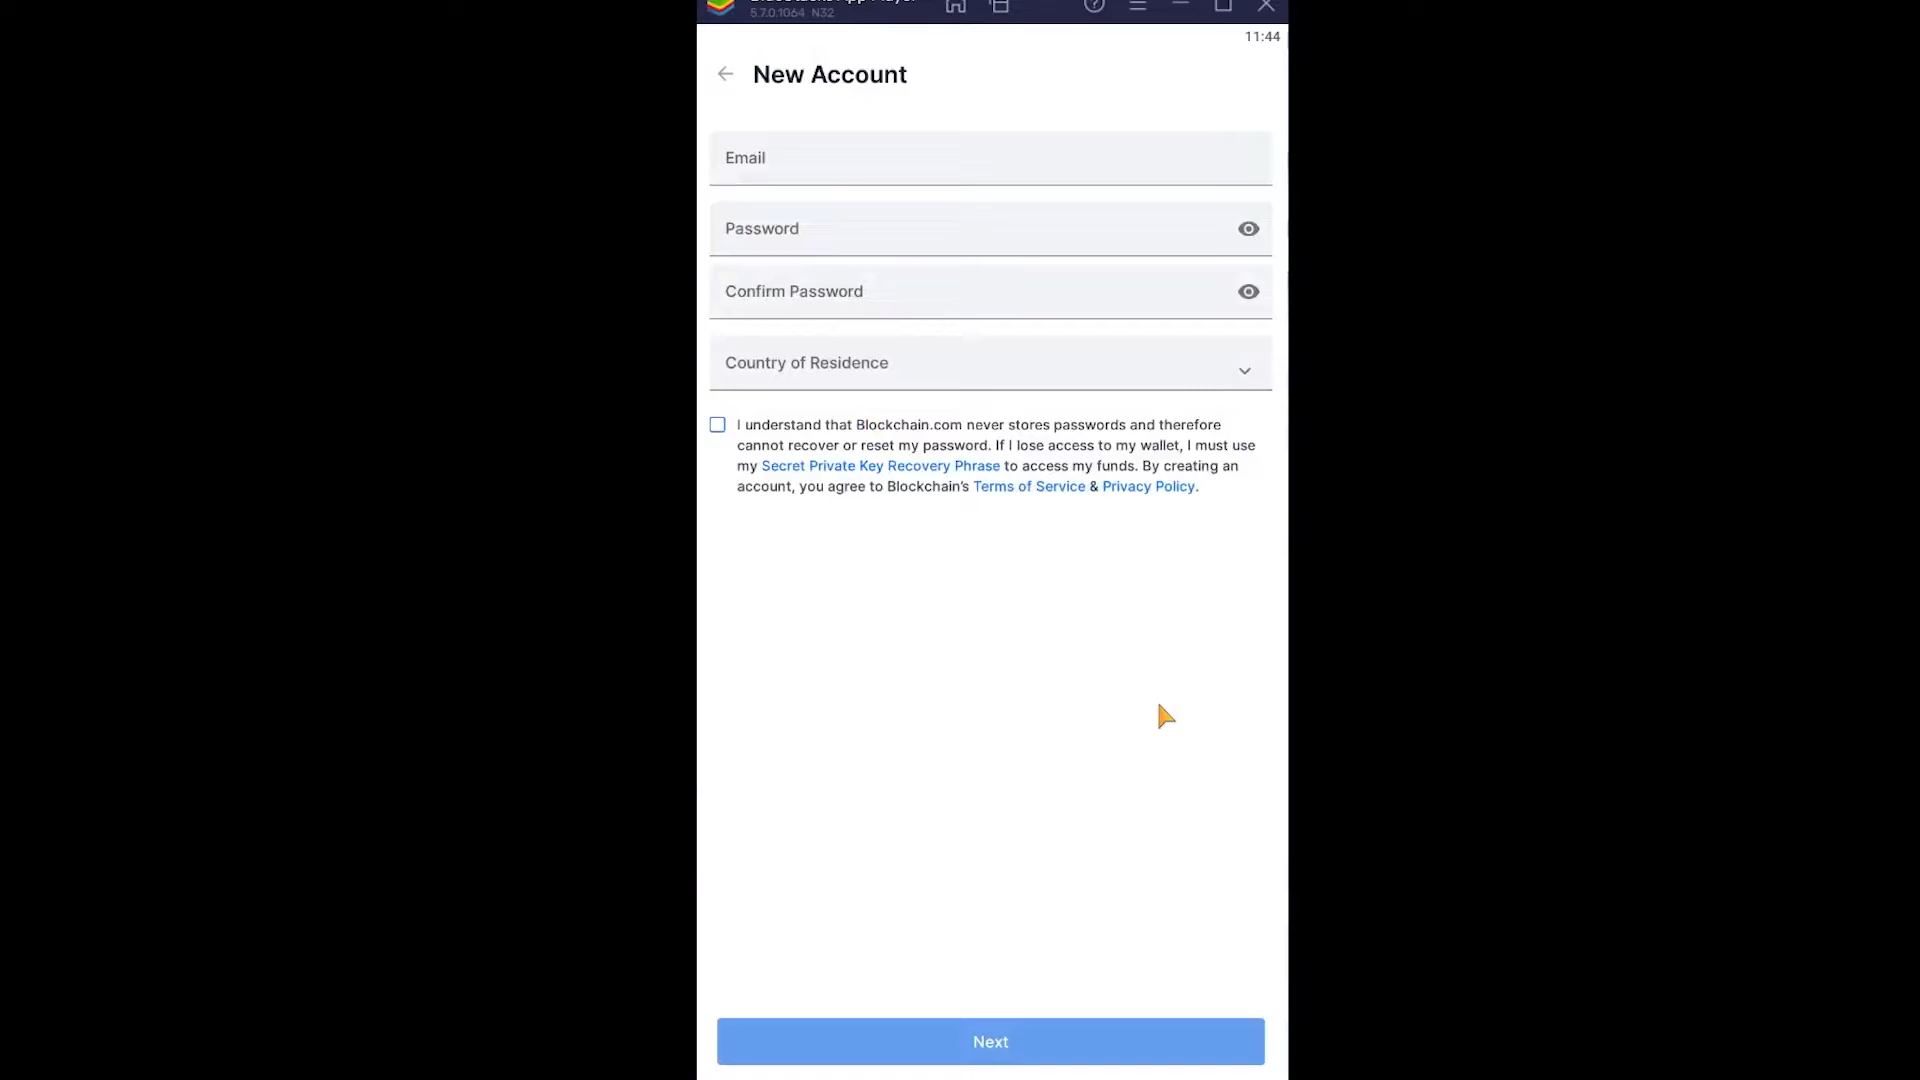 5.7.0.1064 N32
11:44
New Account
Email
Password
Confirm Password
Country of Residence
I understand that Blockchain.com never stores passwords and therefore
cannot recover or reset my password. If I lose access to my wallet, I must use
my Secret Private Key Recovery Phrase to access my funds. By creating an
account, you agree to Blockchain's Terms of Service & Privacy Policy.
Next